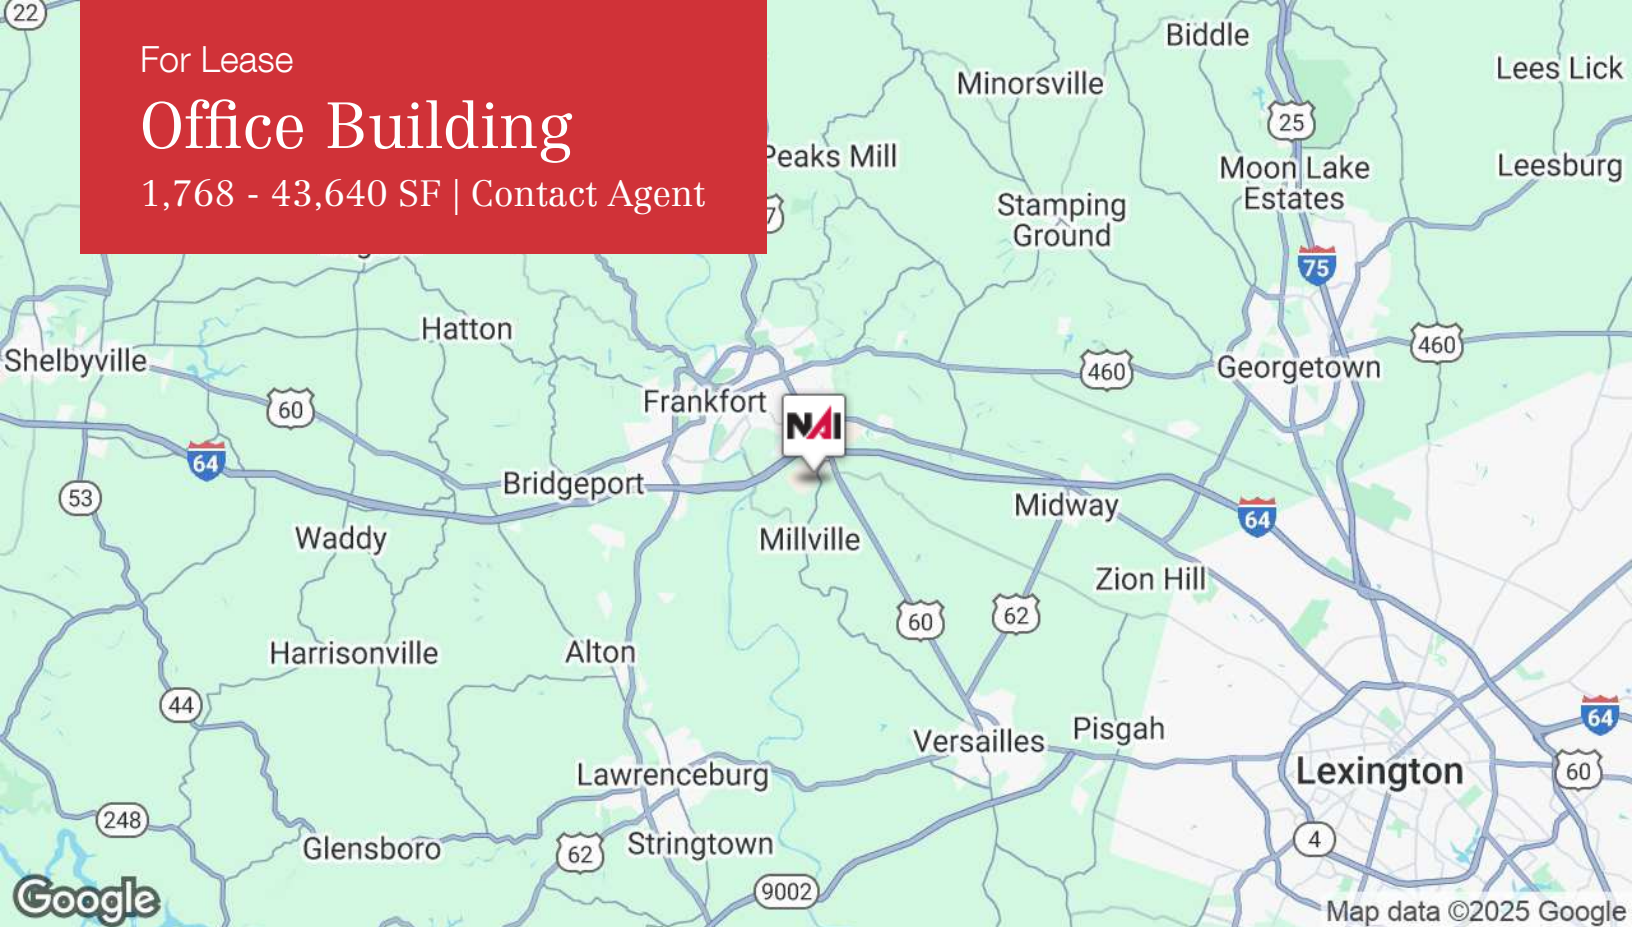 22
For Lease
Office Building
1,768 - 43,640 SF | Contact Agent
Biddle
Lees Lick
Minorsville
25
Peaks Mill
Moon Lake
Estates
Leesburg
Stamping
Ground
75
Hatton
Shelbyville
460
460
Georgetown
60
Frankfort
NAI
64
Bridgeport
53
Midway
64
Waddy
Millville
Zion Hill
60
62
Harrisonville
Alton
44
64
Versailles
Pisgah
Lawrenceburg
Lexington
60
248
4
Glensboro
62
Stringtown
9002
Google
Map data ©2025 Google